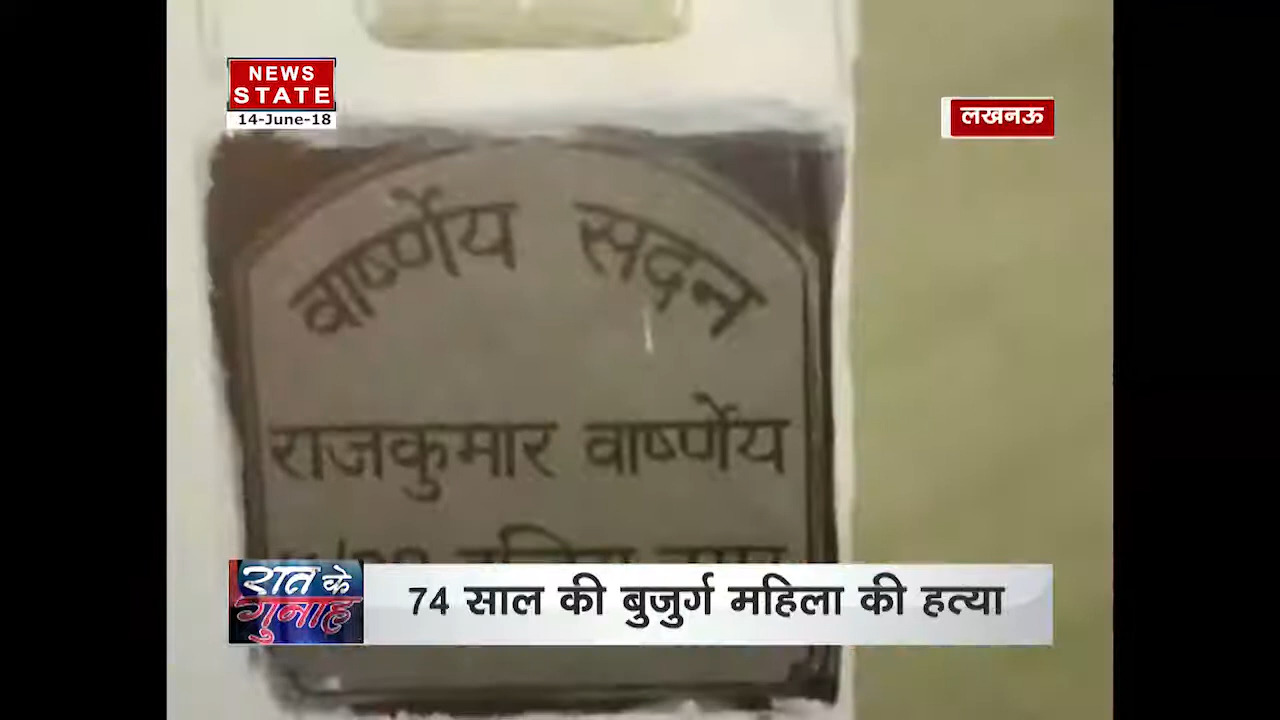 NEWS
STATE
14-June-18
लखनऊ
वार्ष्णेय सदन
राजकुमार वार्ष्णेय
रात के
गुनाह
74 साल की बुजुर्ग महिला की हत्या